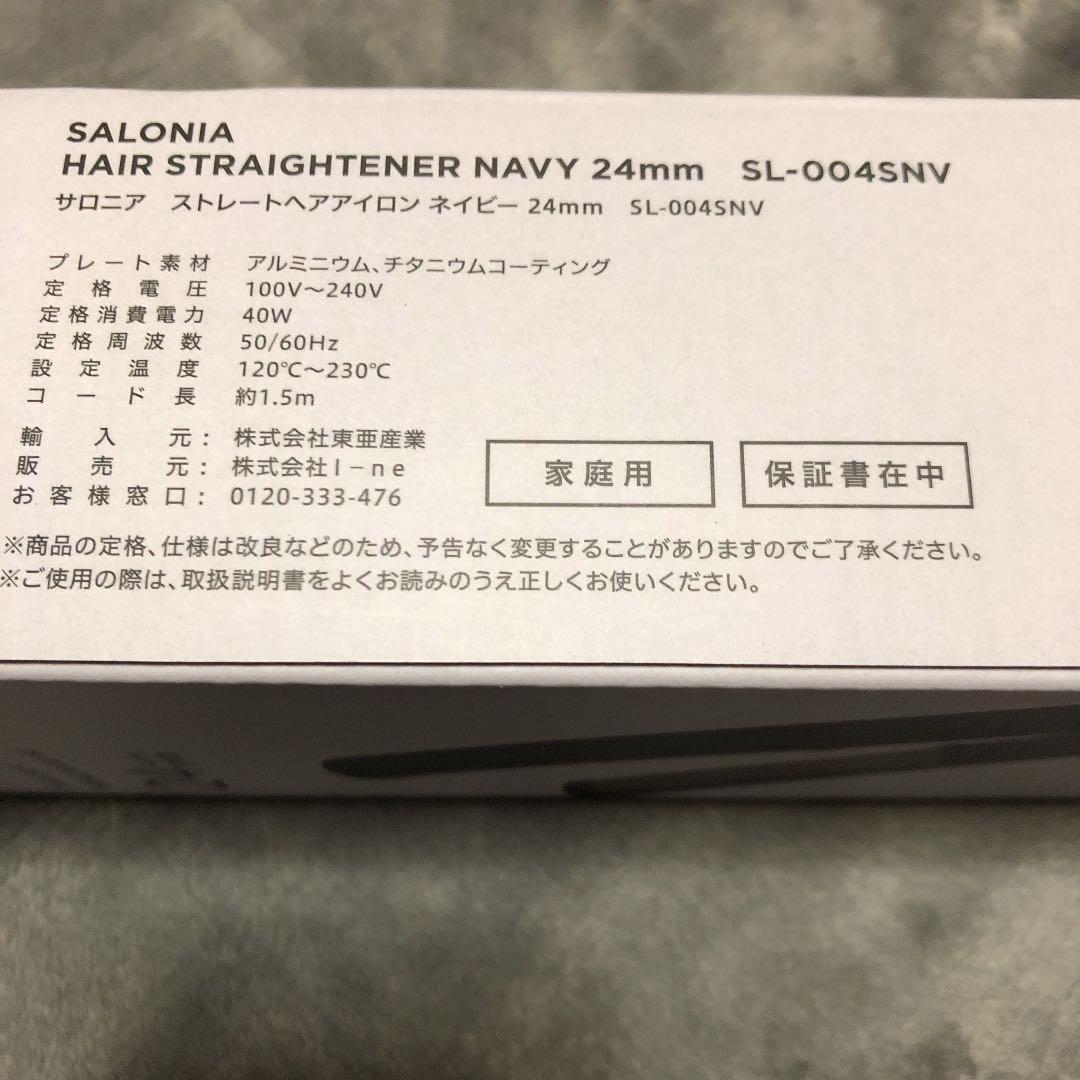 SALONIA
HAIR STRAIGHTENER NAVY 24mm SL-004SNV
サロニア ストレートヘアアイロン ネイビー 24mm SL-004SNV
プレート素材 アルミニウム、チタニウムコーティング
定格電圧 100V〜240V
定格消費電力 40W
定格周波数 50/60Hz
設定温度 120℃〜230℃
コード長 約1.5m
輸入元: 株式会社東亜産業
販売元: 株式会社I-ne
お客様窓口: 0120-333-476
家庭用
保証書在中
※商品の定格、仕様は改良などのため、予告なく変更することがありますのでご了承ください。
※ご使用の際は、取扱説明書をよくお読みのうえ正しくお使いください。